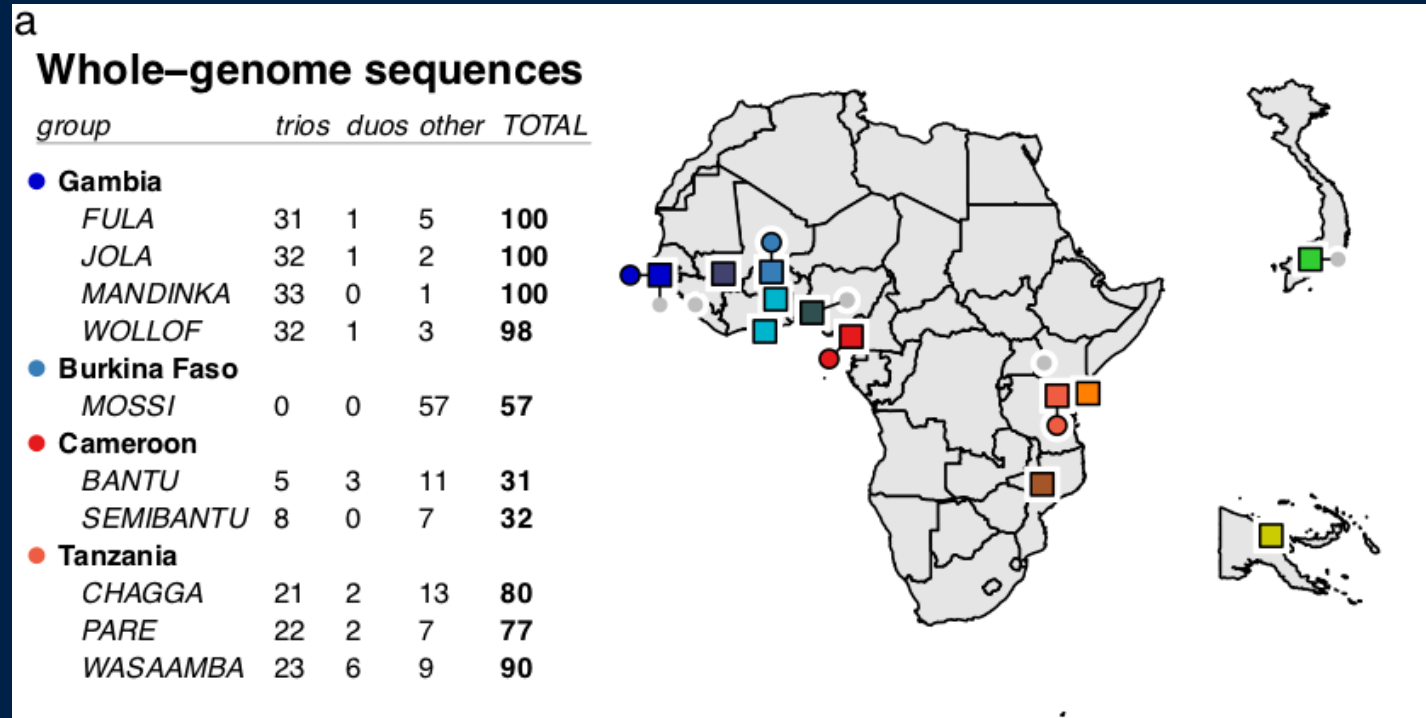 a
Whole–genome sequences
group trios duos other TOTAL
Gambia
FULA 31 1 5 100
JOLA 32 1 2 100
MANDINKA 33 0 1 100
WOLLOF 32 1 3 98
Burkina Faso
MOSSI 0 0 57 57
Cameroon
BANTU 5 3 11 31
SEMIBANTU 8 0 7 32
Tanzania
CHAGGA 21 2 13 80
PARE 22 2 7 77
WASAAMBA 23 6 9 90